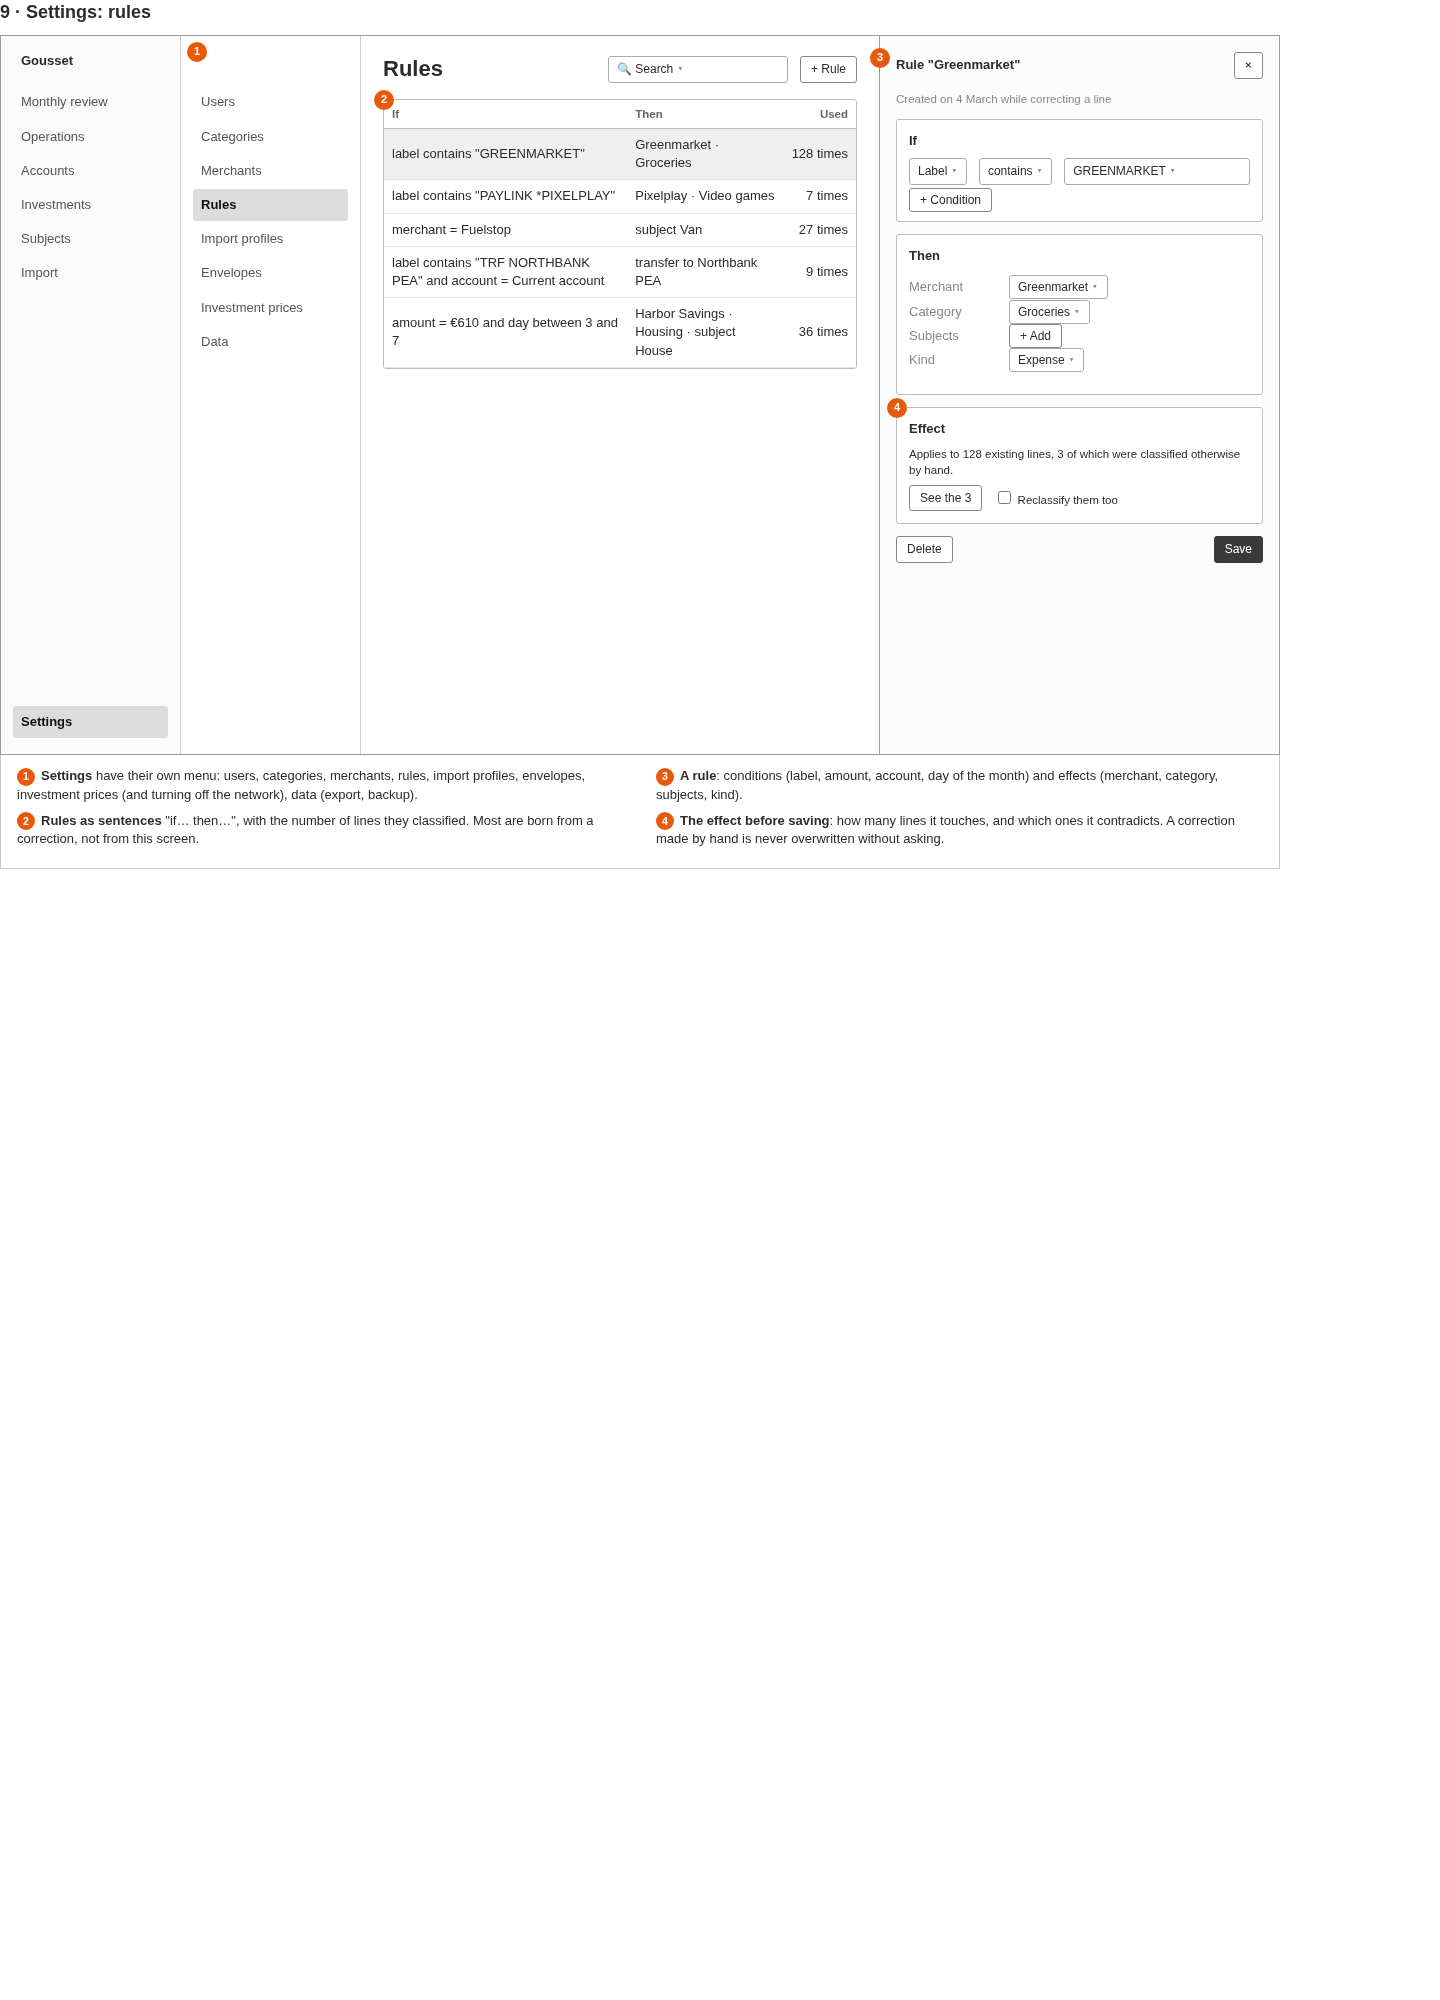 9 · Settings: rules
Gousset
Monthly review
Operations
Accounts
Investments
Subjects
Import
Settings
1
Users
Categories
Merchants
Rules
Import profiles
Envelopes
Investment prices
Data
Rules
🔍 Search ▾
+ Rule
2
If Then Used
label contains "GREENMARKET"
Greenmarket ·
Groceries
128 times
label contains "PAYLINK *PIXELPLAY" Pixelplay · Video games 7 times
merchant = Fuelstop subject Van 27 times
label contains "TRF NORTHBANK
PEA" and account = Current account
transfer to Northbank
PEA
9 times
amount = €610 and day between 3 and
7
Harbor Savings ·
Housing · subject
House
36 times
3
Rule "Greenmarket"
×
Created on 4 March while correcting a line
If
Label ▾ contains ▾ GREENMARKET ▾
+ Condition
Then
Merchant Greenmarket ▾
Category Groceries ▾
Subjects + Add
Kind Expense ▾
4
Effect
Applies to 128 existing lines, 3 of which were classified otherwise
by hand.
See the 3 Reclassify them too
Delete Save
1 Settings have their own menu: users, categories, merchants, rules, import profiles, envelopes,
investment prices (and turning off the network), data (export, backup).
2 Rules as sentences "if… then…", with the number of lines they classified. Most are born from a
correction, not from this screen.
3 A rule: conditions (label, amount, account, day of the month) and effects (merchant, category,
subjects, kind).
4 The effect before saving: how many lines it touches, and which ones it contradicts. A correction
made by hand is never overwritten without asking.